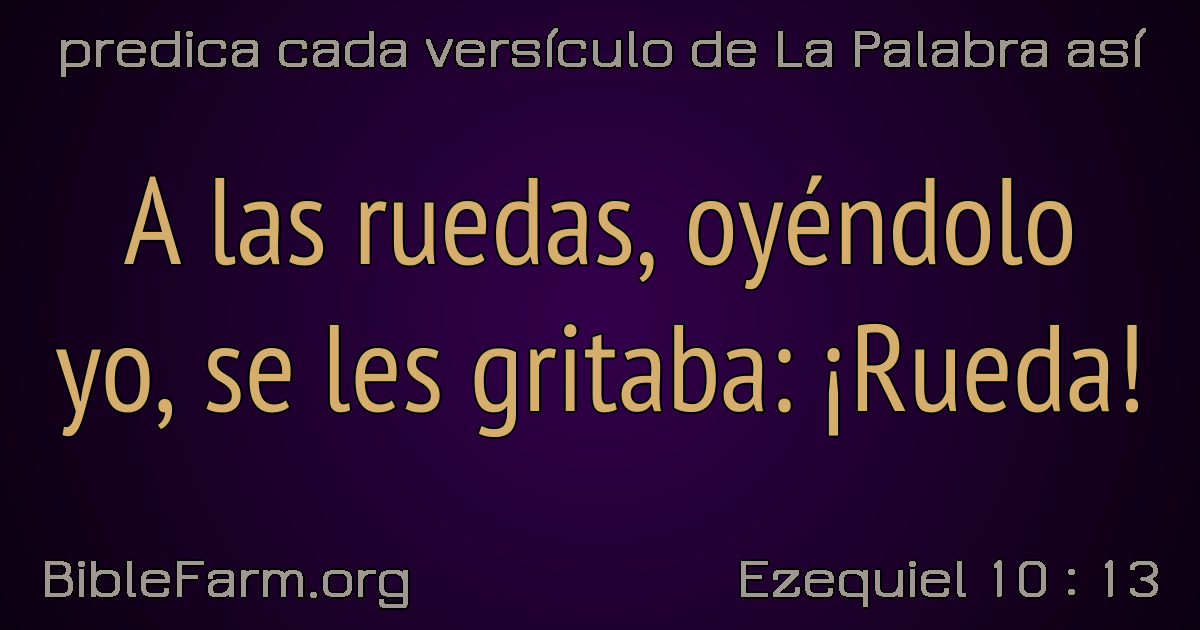 predica cada versículo de La Palabra así
A las ruedas, oyéndolo
yo, se les gritaba: ¡Rueda!
BibleFarm.org
Ezequiel 10 : 13